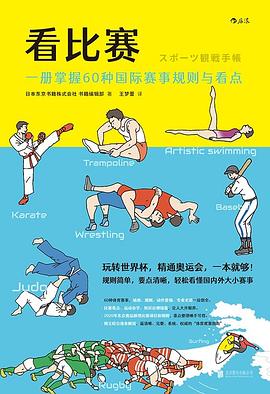 后浪
看比赛
スポーツ観戦手帳
一册掌握60种国际赛事规则与看点
日本东京书籍株式会社 书籍编辑部 著 王梦蕾 译
Artistic swimming
Trampoline
Karate
Wrestling
Baseball
玩转世界杯，精通奥运会，一本就够！
规则简单，要点清晰，轻松看懂国内外大小赛事
Judo
Surfing
Rugby